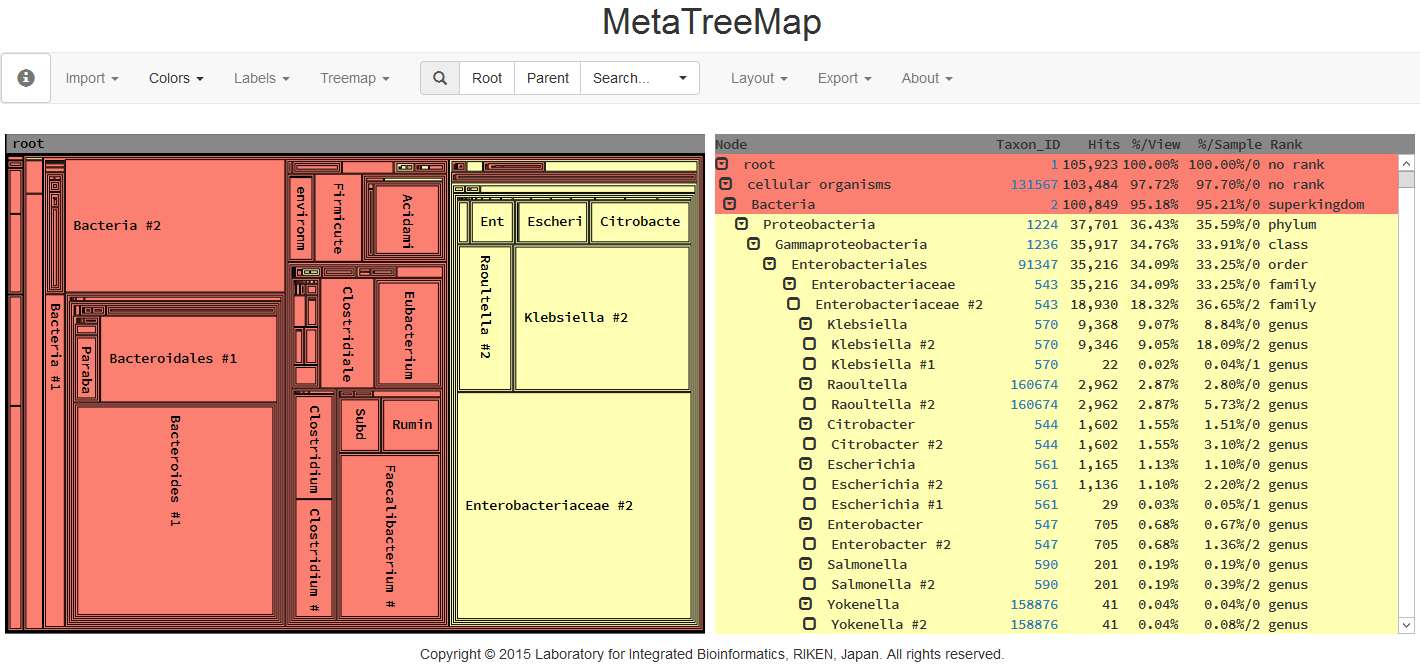 MetaTreeMap
Import Colors Labels Treemap Root Parent Search... Layout Export About
root
Bacteria #2
environm
Firmicute
Acidami
Ent
Escheri
Citrobacte
Raoultella #2
Klebsiella #2
Bacteria #1
Paraba
Bacteroidales #1
Clostridiale
Eubacterium
Bacteroides #1
Clostridium
Subd
Rumin
Clostridium #
Faecalibacterium #
Enterobacteriaceae #2
Node Taxon_ID Hits %/View %/Sample Rank
root 1 105,923 100.00% 100.00%/0 no rank
cellular organisms 131567 103,484 97.72% 97.70%/0 no rank
Bacteria 2 100,849 95.18% 95.21%/0 superkingdom
Proteobacteria 1224 37,701 36.43% 35.59%/0 phylum
Gammaproteobacteria 1236 35,917 34.76% 33.91%/0 class
Enterobacteriales 91347 35,216 34.09% 33.25%/0 order
Enterobacteriaceae 543 35,216 34.09% 33.25%/0 family
Enterobacteriaceae #2 543 18,930 18.32% 36.65%/2 family
Klebsiella 570 9,368 9.07% 8.84%/0 genus
Klebsiella #2 570 9,346 9.05% 18.09%/2 genus
Klebsiella #1 570 22 0.02% 0.04%/1 genus
Raoultella 160674 2,962 2.87% 2.80%/0 genus
Raoultella #2 160674 2,962 2.87% 5.73%/2 genus
Citrobacter 544 1,602 1.55% 1.51%/0 genus
Citrobacter #2 544 1,602 1.55% 3.10%/2 genus
Escherichia 561 1,165 1.13% 1.10%/0 genus
Escherichia #2 561 1,136 1.10% 2.20%/2 genus
Escherichia #1 561 29 0.03% 0.05%/1 genus
Enterobacter 547 705 0.68% 0.67%/0 genus
Enterobacter #2 547 705 0.68% 1.36%/2 genus
Salmonella 590 201 0.19% 0.19%/0 genus
Salmonella #2 590 201 0.19% 0.39%/2 genus
Yokenella 158876 41 0.04% 0.04%/0 genus
Yokenella #2 158876 41 0.04% 0.08%/2 genus
Copyright © 2015 Laboratory for Integrated Bioinformatics, RIKEN, Japan. All rights reserved.